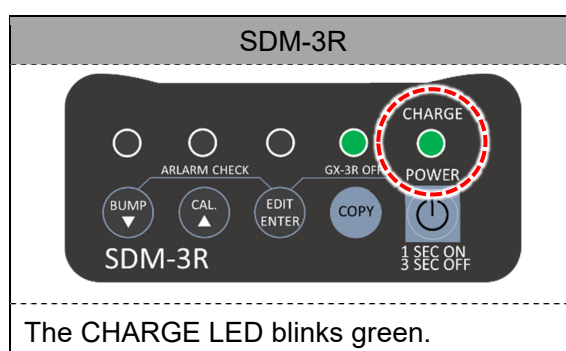 SDM-3R
CHARGE
ARLARM CHECK
GX-3R OFF
POWER
BUMP
CAL.
EDIT
ENTER
COPY
SDM-3R
1 SEC ON
3 SEC OFF
The CHARGE LED blinks green.